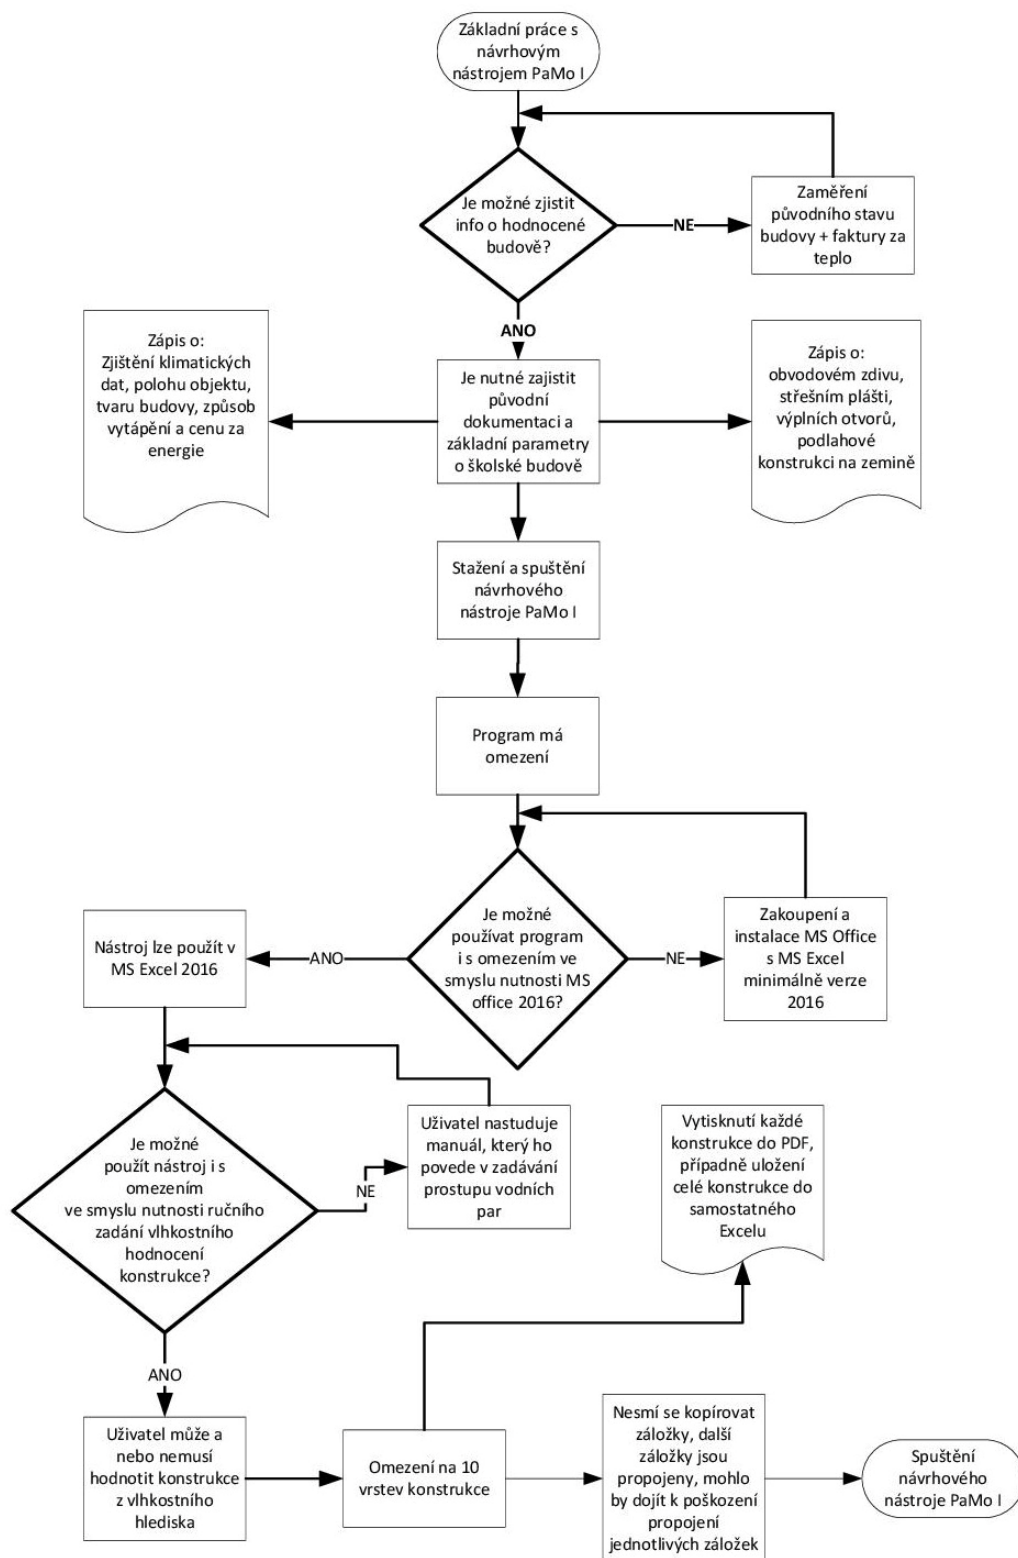 Základní práce s
návrhovým
nástrojem PaMo I
Je možné zjistit
info o hodnocené
budově?
NE
Zaměření
původního stavu
budovy + faktury za
teplo
ANO
Zápis o:
Zjištění klimatických
dat, polohu objektu,
tvaru budovy, způsob
vytápění a cenu za
energie
Je nutné zajistit
původní
dokumentaci a
základní parametry
o školské budově
Zápis o:
obvodovém zdivu,
střešním plášti,
výplních otvorů,
podlahové
konstrukci na zemině
Stažení a spuštění
návrhového
nástroje PaMo I
Program má
omezení
Je možné
používat program
i s omezením ve
smyslu nutnosti MS
office 2016?
ANO
Nástroj lze použít v
MS Excel 2016
NE
Zakoupení a
instalace MS Office
s MS Excel
minimálně verze
2016
Je možné
použít nástroj i s
omezením
ve smyslu nutnosti ručního
zadání vlhkostního
hodnocení
konstrukce?
NE
Uživatel nastuduje
manuál, který ho
povede v zadávání
prostupu vodních
par
Vytisknutí každé
konstrukce do PDF,
případně uložení
celé konstrukce do
samostatného
Excelu
ANO
Uživatel může a
nebo nemusí
hodnotit konstrukce
z vlhkostního
hlediska
Omezení na 10
vrstev konstrukce
Nesmí se kopírovat
záložky, další
záložky jsou
propojeny, mohlo
by dojít k poškození
propojení
jednotlivých záložek
Spuštění
návrhového
nástroje PaMo I